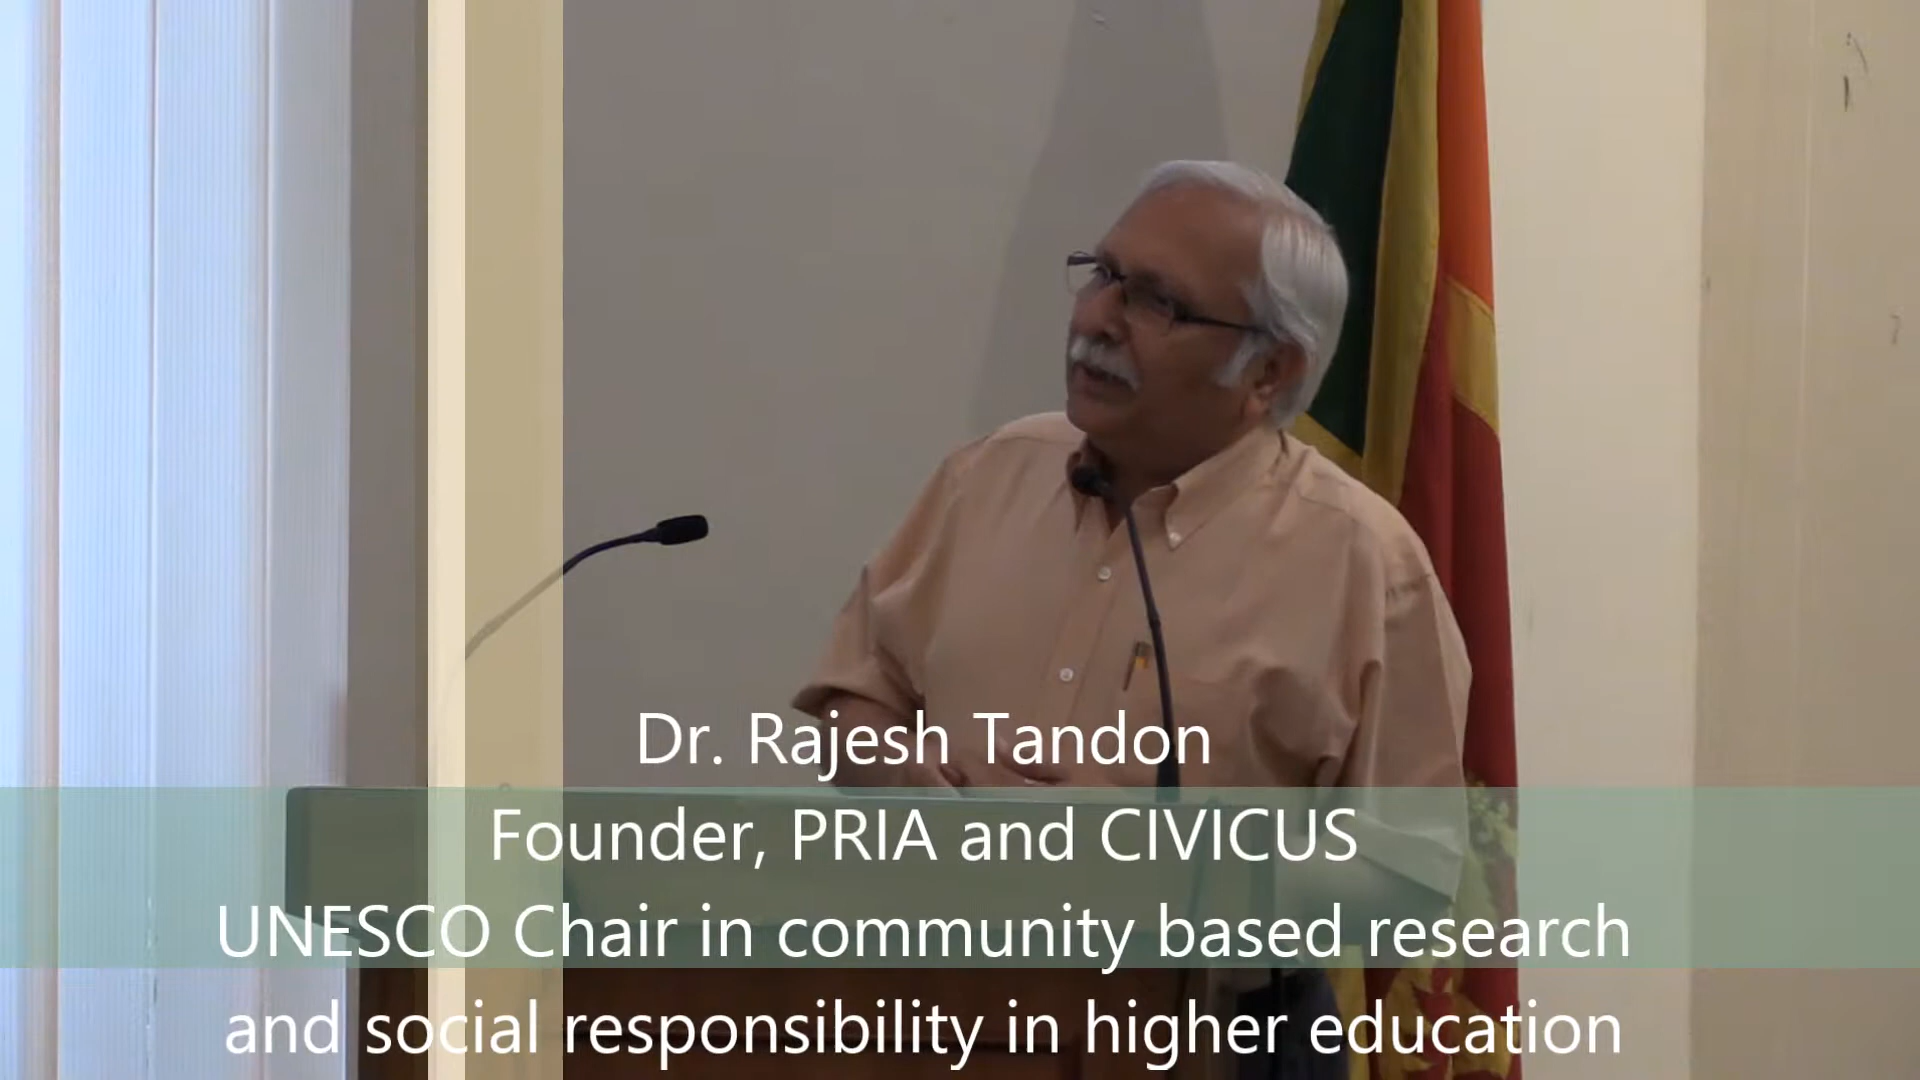 Dr. Rajesh Tandon
Founder, PRIA and CIVICUS
UNESCO Chair in community based research
and social responsibility in higher education